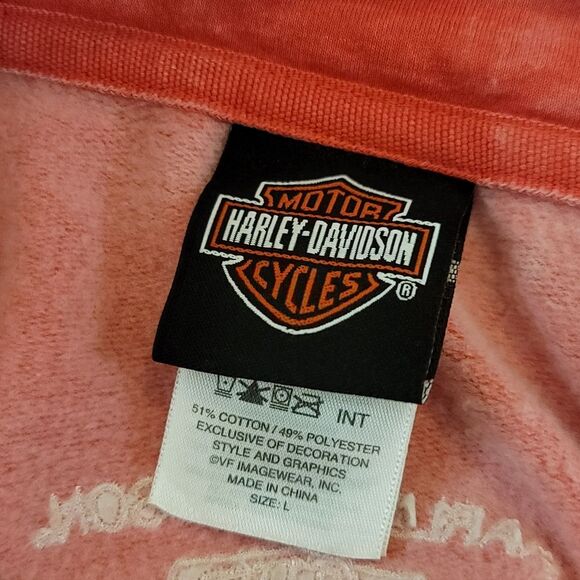 MOTOR
HARLEY-DAVIDSON
CYCLES ®
INT
51% COTTON / 49% POLYESTER
EXCLUSIVE OF DECORATION
STYLE AND GRAPHICS
©VF IMAGEWEAR, INC.
MADE IN CHINA
SIZE: L